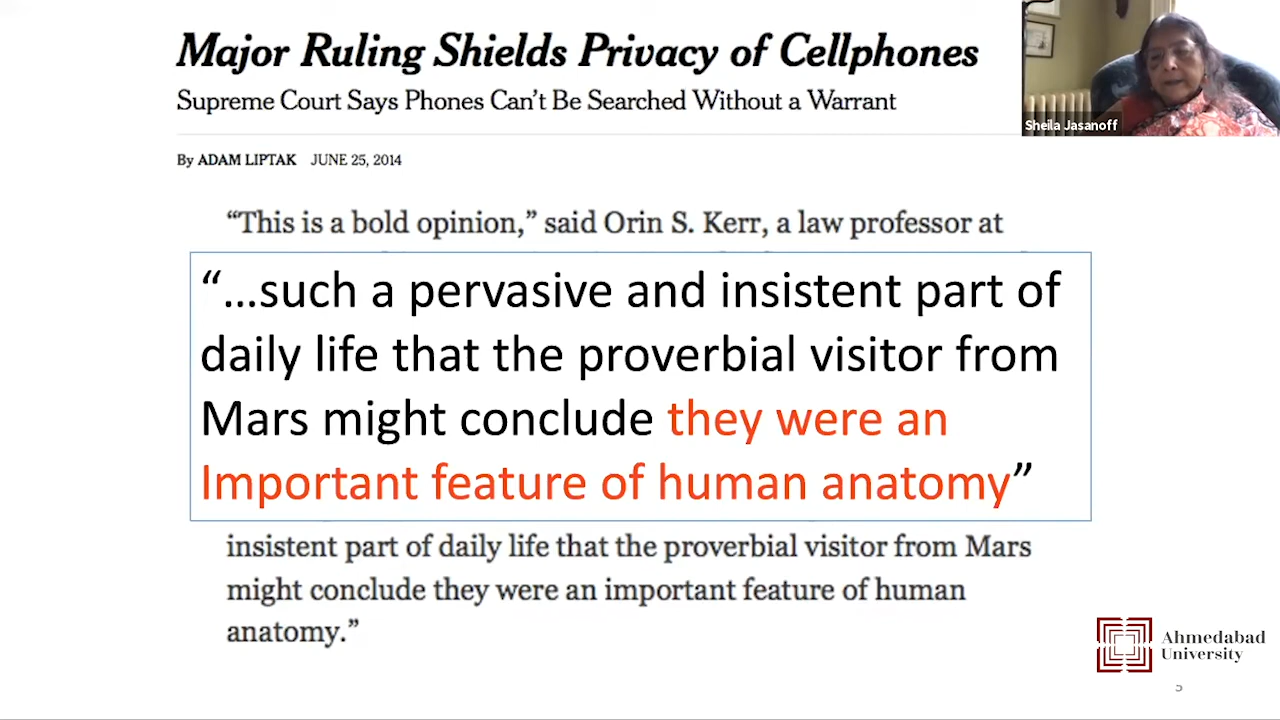 Major Ruling Shields Privacy of Cellphones
Supreme Court Says Phones Can't Be Searched Without a Warrant
Sheila Jasanoff
By ADAM LIPTAK JUNE 25, 2014
“This is a bold opinion,” said Orin S. Kerr, a law professor at
“…such a pervasive and insistent part of
daily life that the proverbial visitor from
Mars might conclude they were an
Important feature of human anatomy”
insistent part of daily life that the proverbial visitor from Mars
might conclude they were an important feature of human
anatomy.”
Ahmedabad
University
5